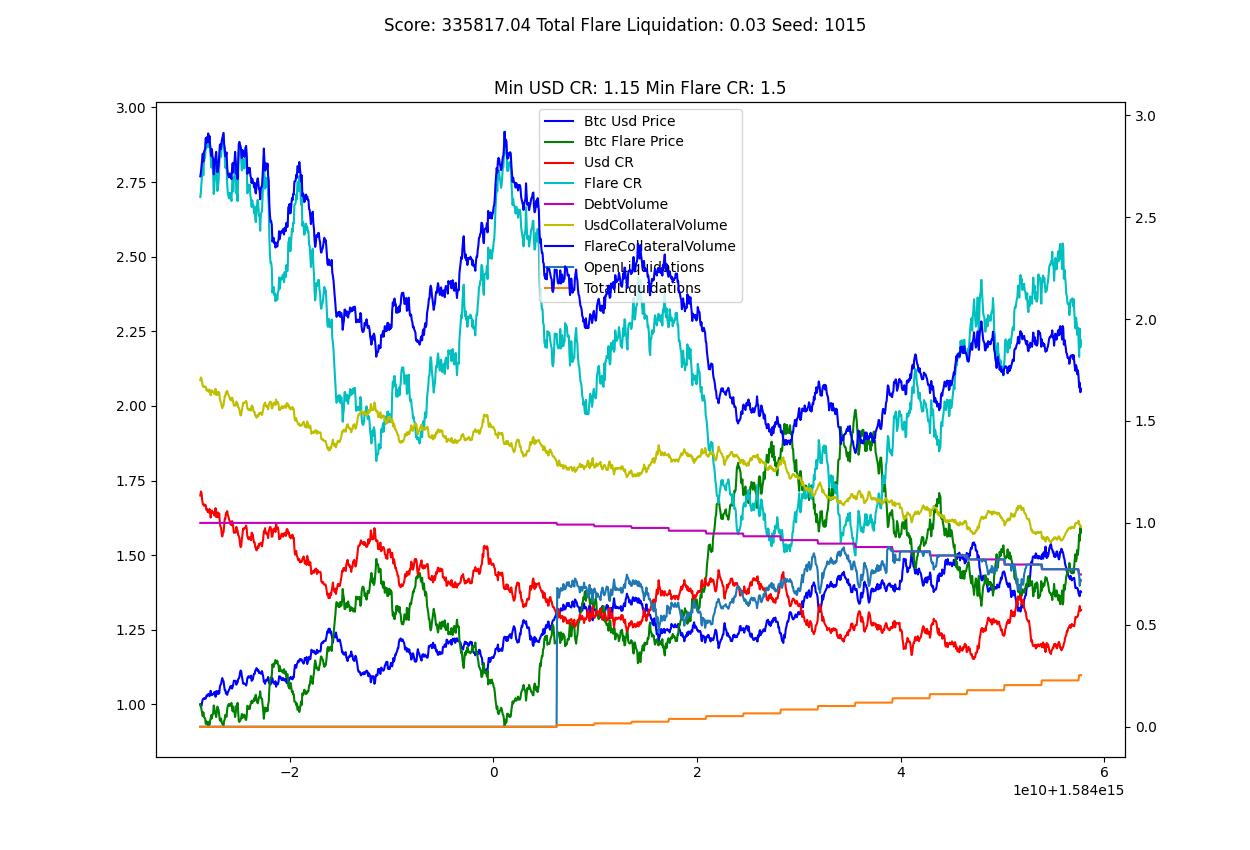 Score: 335817.04 Total Flare Liquidation: 0.03 Seed: 1015
Min USD CR: 1.15 Min Flare CR: 1.5
Btc Usd Price
Btc Flare Price
Usd CR
Flare CR
DebtVolume
UsdCollateralVolume
FlareCollateralVolume
OpenLiquidations
TotalLiquidations
3.00
2.75
2.50
2.25
2.00
1.75
1.50
1.25
1.00
3.0
2.5
2.0
1.5
1.0
0.5
0.0
−2
0
2
4
6
1e10+1.584e15